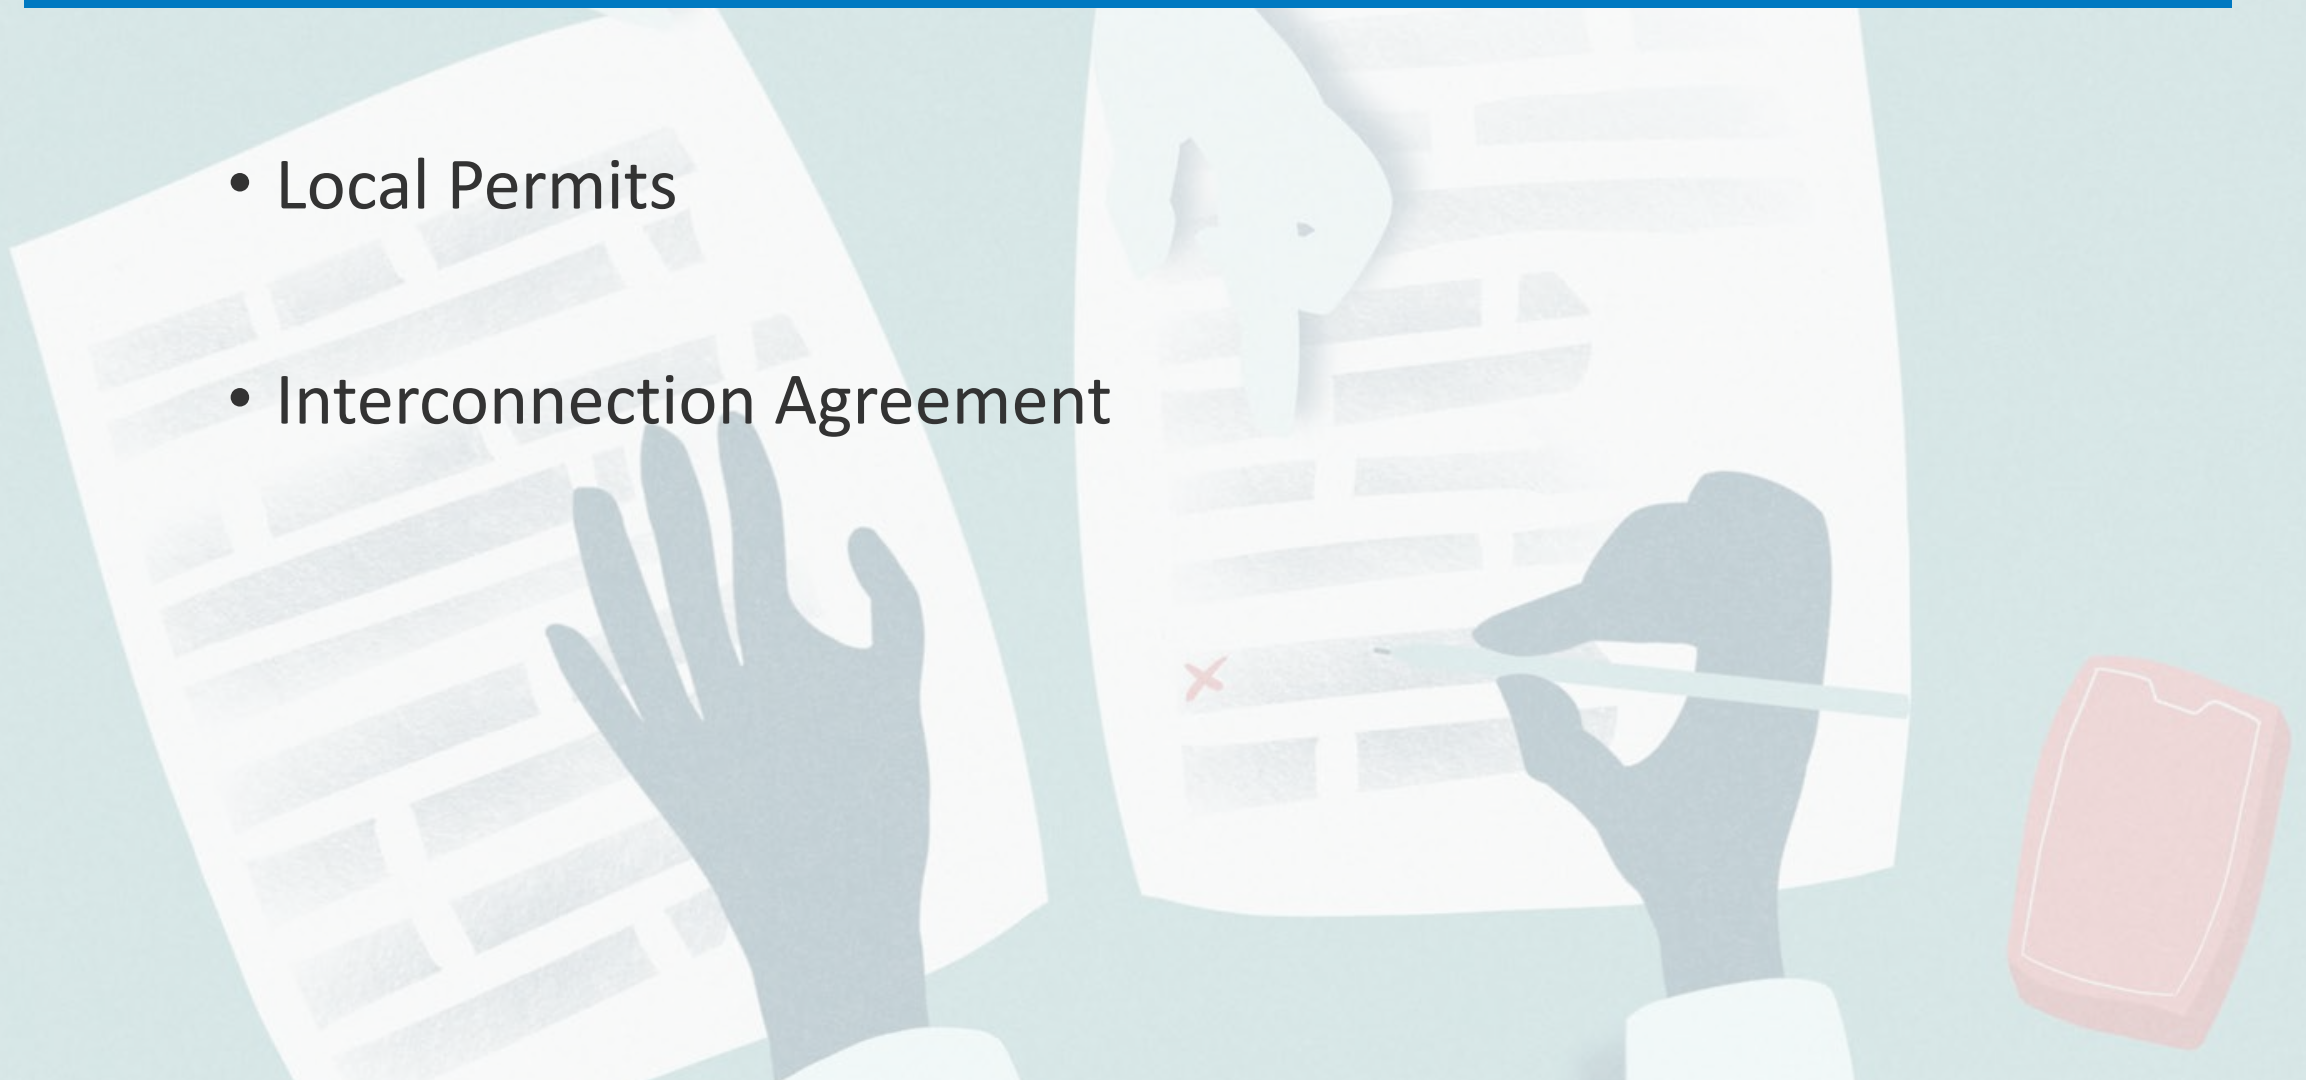 • Local Permits
• Interconnection Agreement